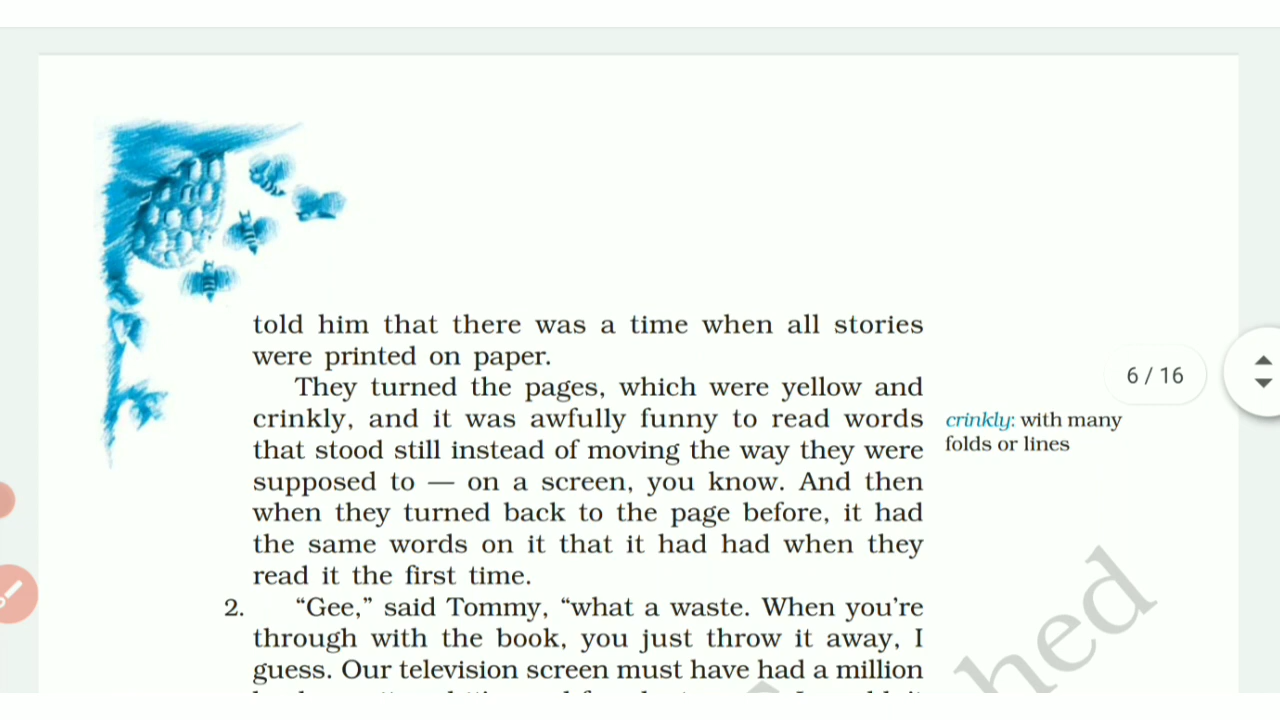 told him that there was a time when all stories
were printed on paper.
They turned the pages, which were yellow and
crinkly, and it was awfully funny to read words
that stood still instead of moving the way they were
supposed to — on a screen, you know. And then
when they turned back to the page before, it had
the same words on it that it had had when they
read it the first time.
2. “Gee,” said Tommy, “what a waste. When you’re
through with the book, you just throw it away, I
guess. Our television screen must have had a million
crinkly: with many
folds or lines
6 / 16
hed